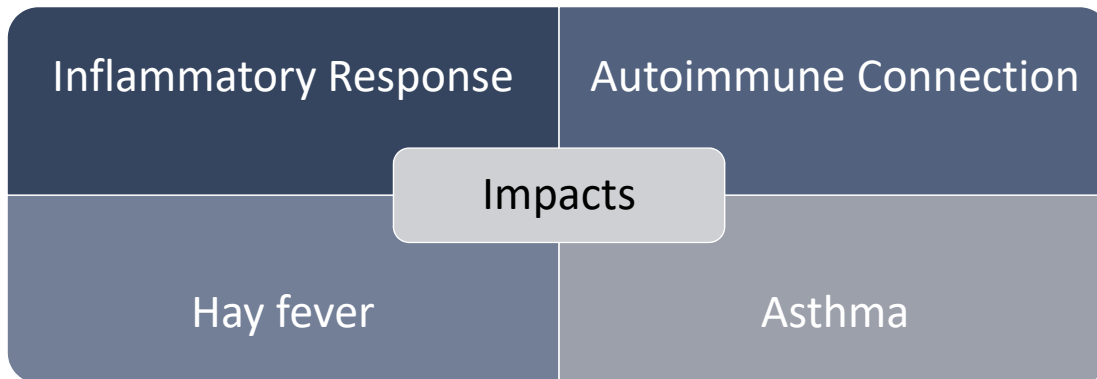 Inflammatory Response
Autoimmune Connection
Impacts
Hay fever
Asthma